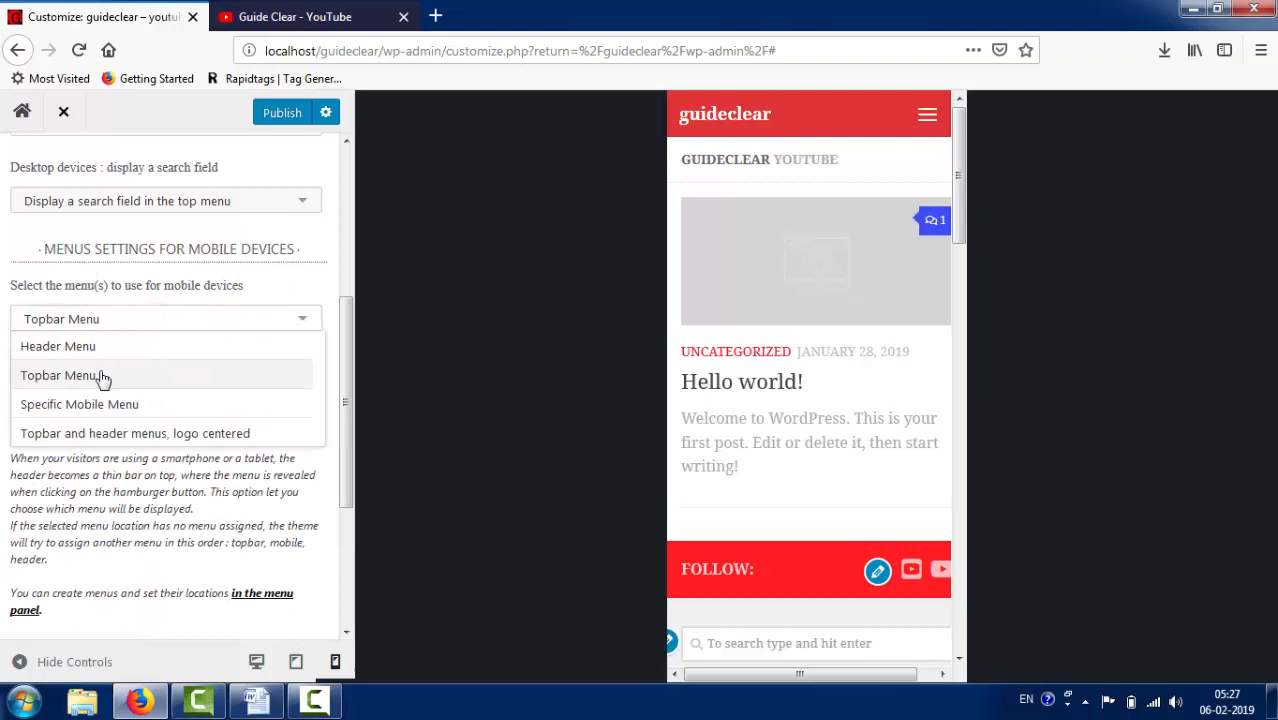 Customize: guideclear – youtub
Guide Clear - YouTube
localhost/guideclear/wp-admin/customize.php?return=%2Fguideclear%2Fwp-admin%2F#
Most Visited
Getting Started
Rapidtags | Tag Gener...
Publish
Desktop devices : display a search field
Display a search field in the top menu
· MENUS SETTINGS FOR MOBILE DEVICES ·
Select the menu(s) to use for mobile devices
Topbar Menu
Header Menu
Topbar Menu
Specific Mobile Menu
Topbar and header menus, logo centered
When your visitors are using a smartphone or a tablet, the
header becomes a thin bar on top, where the menu is revealed
when clicking on the hamburger button. This option let you
choose which menu will be displayed.
If the selected menu location has no menu assigned, the theme
will try to assign another menu in this order : topbar, mobile,
header.
You can create menus and set their locations in the menu
panel.
Hide Controls
guideclear
GUIDECLEAR YOUTUBE
1
UNCATEGORIZED JANUARY 28, 2019
Hello world!
Welcome to WordPress. This is your
first post. Edit or delete it, then start
writing!
FOLLOW:
To search type and hit enter
EN
05:27
06-02-2019